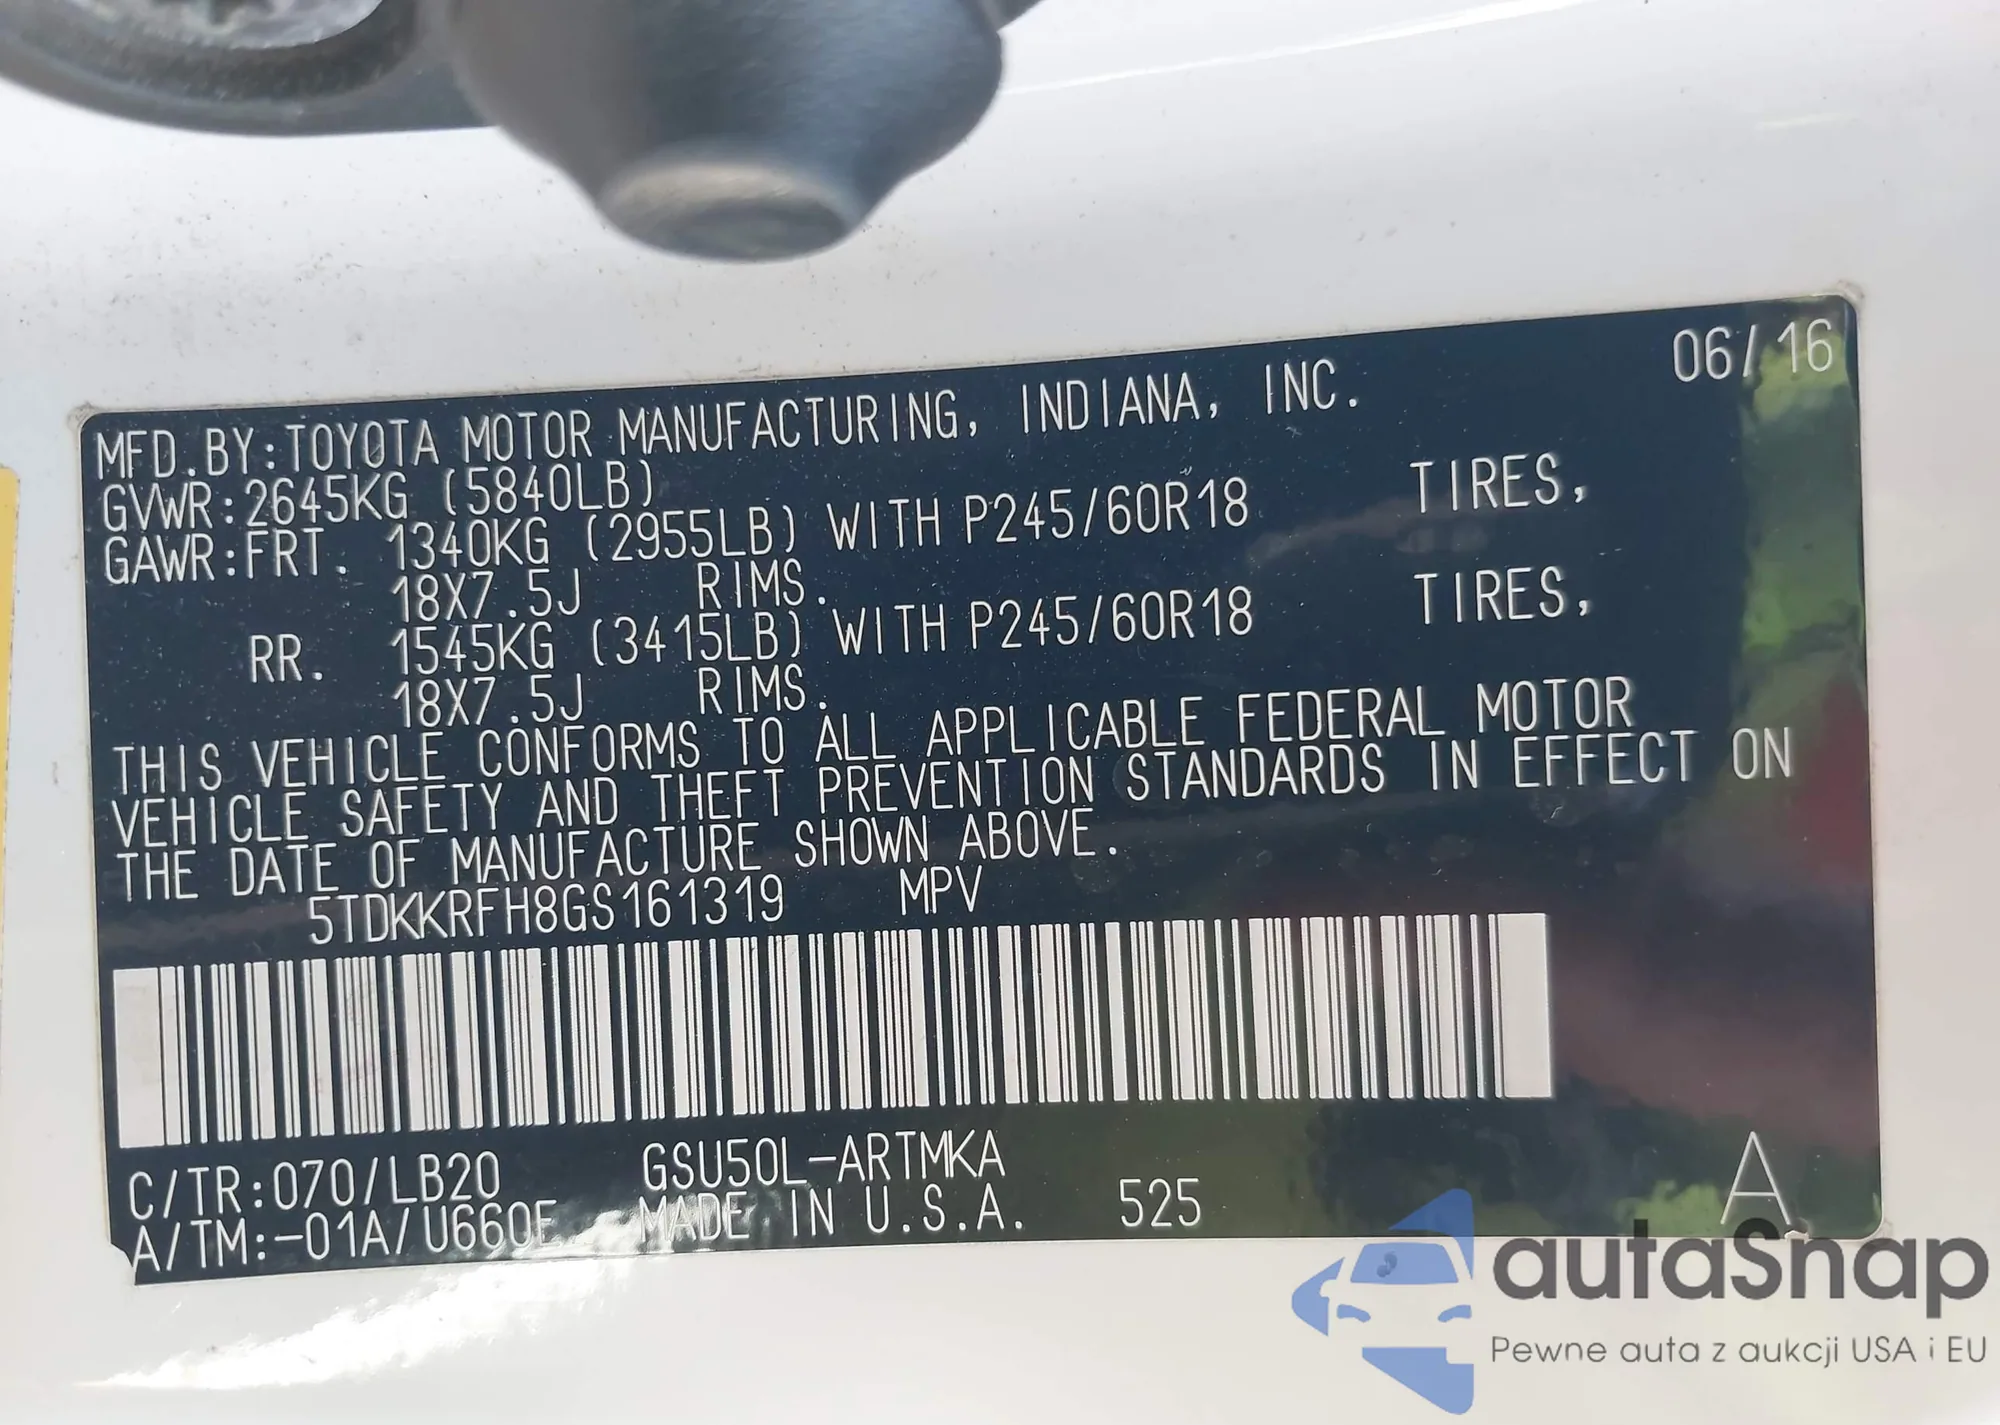 06/16
MFD.BY:TOYOTA MOTOR MANUFACTURING, INDIANA, INC.
GVWR:2645KG (5840LB)
GAWR:FRT. 1340KG (2955LB) WITH P245/60R18 TIRES,
18X7.5J RIMS.
RR. 1545KG (3415LB) WITH P245/60R18 TIRES,
18X7.5J RIMS.
THIS VEHICLE CONFORMS TO ALL APPLICABLE FEDERAL MOTOR
VEHICLE SAFETY AND THEFT PREVENTION STANDARDS IN EFFECT ON
THE DATE OF MANUFACTURE SHOWN ABOVE.
5TDKKRFH8GS161319 MPV
C/TR:070/LB20 GSU50L-ARTMKA A
A/TM:-01A/U660E MADE IN U.S.A. 525
autaSnap
Pewne auta z aukcji USA i EU